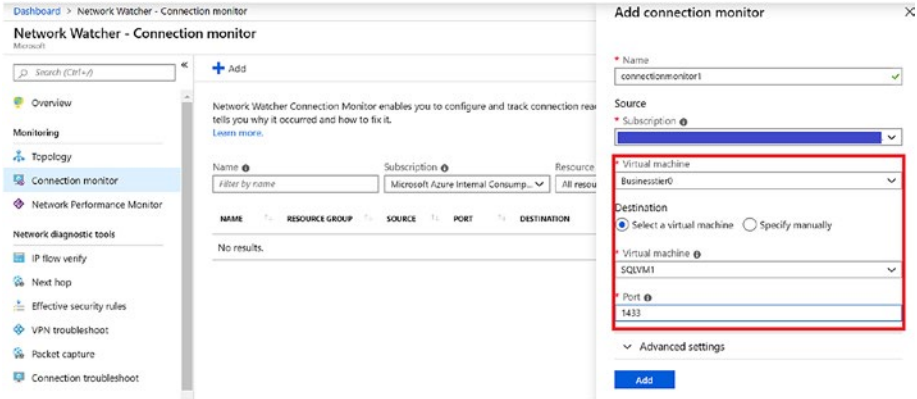 Dashboard > Network Watcher - Connection monitor
Network Watcher - Connection monitor
Microsoft
Search (Ctrl+/)
«
Overview
Monitoring
Topology
Connection monitor
Network Performance Monitor
Network diagnostic tools
IP flow verify
Next hop
Effective security rules
VPN troubleshoot
Packet capture
Connection troubleshoot
+ Add
Network Watcher Connection Monitor enables you to configure and track connection rea
tells you why it occurred and how to fix it.
Learn more.
Name Subscription Resource
Filter by name Microsoft Azure Internal Consump... All resou
NAME RESOURCE GROUP SOURCE PORT DESTINATION
No results.
Add connection monitor
* Name
connectionmonitor1
Source
* Subscription
* Virtual machine
Businesstier0
Destination
Select a virtual machine Specify manually
* Virtual machine
SQLVM1
* Port
1433
Advanced settings
Add